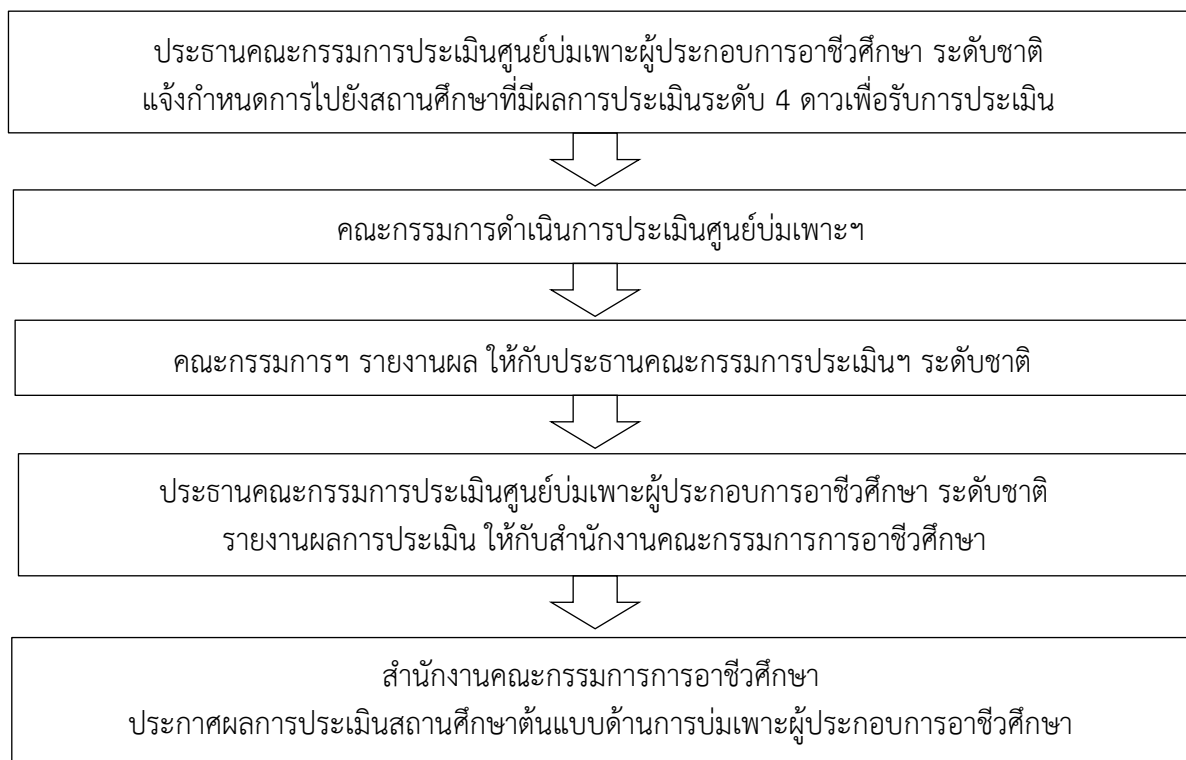 ประธานคณะกรรมการประเมินศูนย์บ่มเพาะผู้ประกอบการอาชีวศึกษา ระดับชาติ
แจ้งกำหนดการไปยังสถานศึกษาที่มีผลการประเมินระดับ 4 ดาวเพื่อรับการประเมิน
คณะกรรมการดำเนินการประเมินศูนย์บ่มเพาะฯ
คณะกรรมการฯ รายงานผล ให้กับประธานคณะกรรมการประเมินฯ ระดับชาติ
ประธานคณะกรรมการประเมินศูนย์บ่มเพาะผู้ประกอบการอาชีวศึกษา ระดับชาติ
รายงานผลการประเมิน ให้กับสำนักงานคณะกรรมการการอาชีวศึกษา
สำนักงานคณะกรรมการการอาชีวศึกษา
ประกาศผลการประเมินสถานศึกษาต้นแบบด้านการบ่มเพาะผู้ประกอบการอาชีวศึกษา